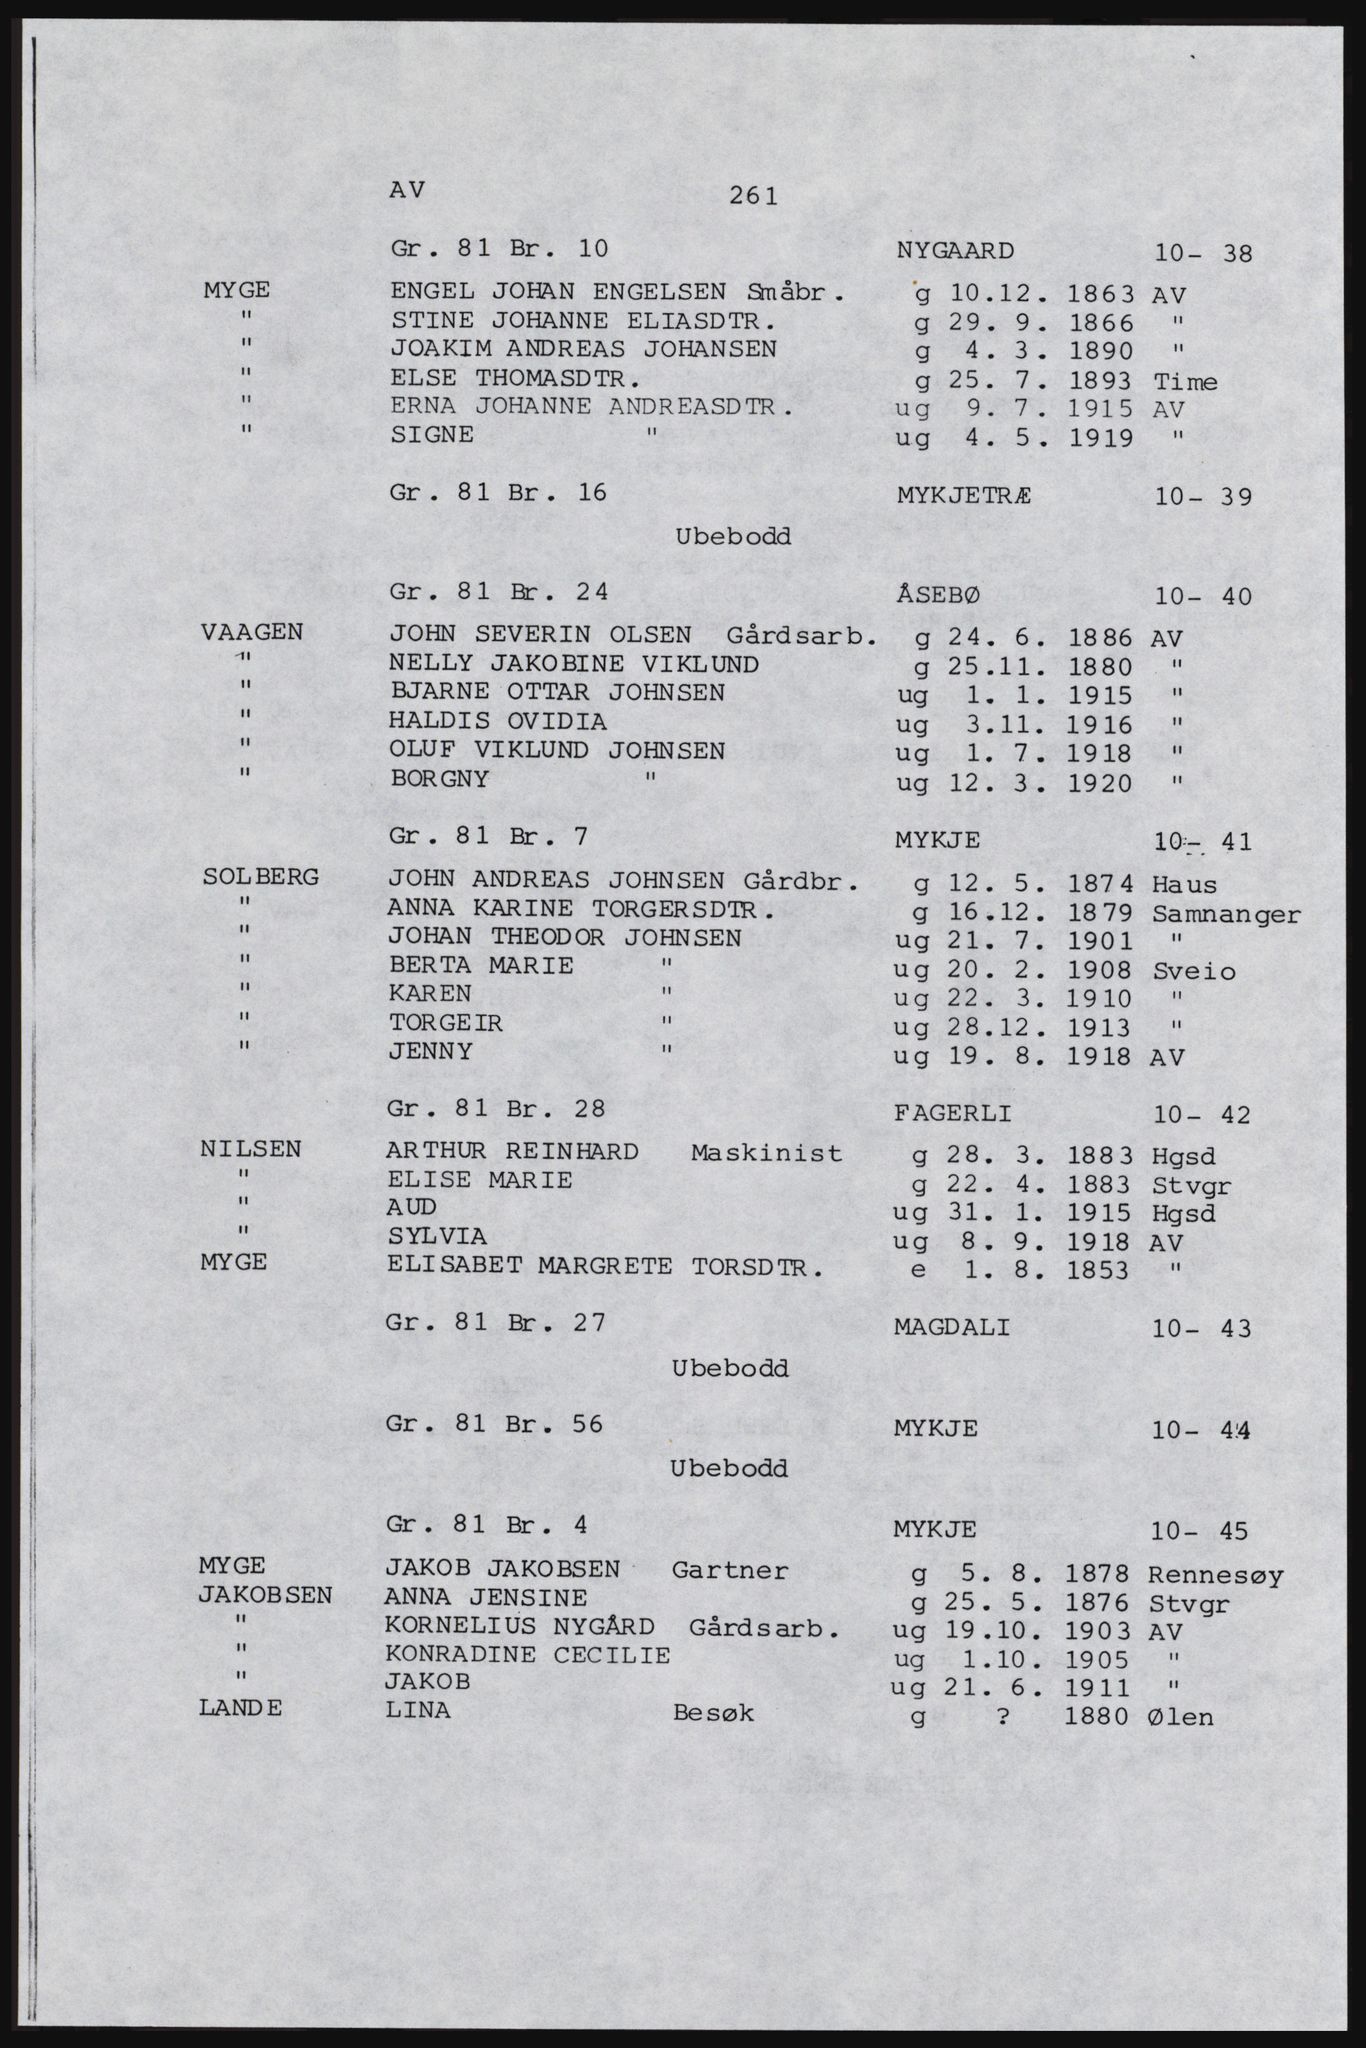 AV 261
Gr. 81 Br. 10 NYGAARD 10- 38
MYGE ENGEL JOHAN ENGELSEN Småbr. g 10.12. 1863 AV
" STINE JOHANNE ELIASDTR. g 29. 9. 1866 "
" JOAKIM ANDREAS JOHANSEN g 4. 3. 1890 "
" ELSE THOMASDTR. g 25. 7. 1893 Time
" ERNA JOHANNE ANDREASDTR. ug 9. 7. 1915 AV
" SIGNE " ug 4. 5. 1919 "
Gr. 81 Br. 16 MYKJETRÆ 10- 39
Ubebodd
Gr. 81 Br. 24 ÅSEBØ 10- 40
VAAGEN JOHN SEVERIN OLSEN Gårdsarb. g 24. 6. 1886 AV
" NELLY JAKOBINE VIKLUND g 25.11. 1880 "
" BJARNE OTTAR JOHNSEN ug 1. 1. 1915 "
" HALDIS OVIDIA ug 3.11. 1916 "
" OLUF VIKLUND JOHNSEN ug 1. 7. 1918 "
" BORGNY " ug 12. 3. 1920 "
Gr. 81 Br. 7 MYKJE 10- 41
SOLBERG JOHN ANDREAS JOHNSEN Gårdbr. g 12. 5. 1874 Haus
" ANNA KARINE TORGERSDTR. g 16.12. 1879 Samnanger
" JOHAN THEODOR JOHNSEN ug 21. 7. 1901 "
" BERTA MARIE " ug 20. 2. 1908 Sveio
" KAREN " ug 22. 3. 1910 "
" TORGEIR " ug 28.12. 1913 "
" JENNY " ug 19. 8. 1918 AV
Gr. 81 Br. 28 FAGERLI 10- 42
NILSEN ARTHUR REINHARD Maskinist g 28. 3. 1883 Hgsd
" ELISE MARIE g 22. 4. 1883 Stvgr
" AUD ug 31. 1. 1915 Hgsd
" SYLVIA ug 8. 9. 1918 AV
MYGE ELISABET MARGRETE TORSDTR. e 1. 8. 1853 "
Gr. 81 Br. 27 MAGDALI 10- 43
Ubebodd
Gr. 81 Br. 56 MYKJE 10- 44
Ubebodd
Gr. 81 Br. 4 MYKJE 10- 45
MYGE JAKOB JAKOBSEN Gartner g 5. 8. 1878 Rennesøy
JAKOBSEN ANNA JENSINE g 25. 5. 1876 Stvgr
" KORNELIUS NYGÅRD Gårdsarb. ug 19.10. 1903 AV
" KONRADINE CECILIE ug 1.10. 1905 "
" JAKOB ug 21. 6. 1911 "
LANDE LINA Besøk g ? 1880 Ølen